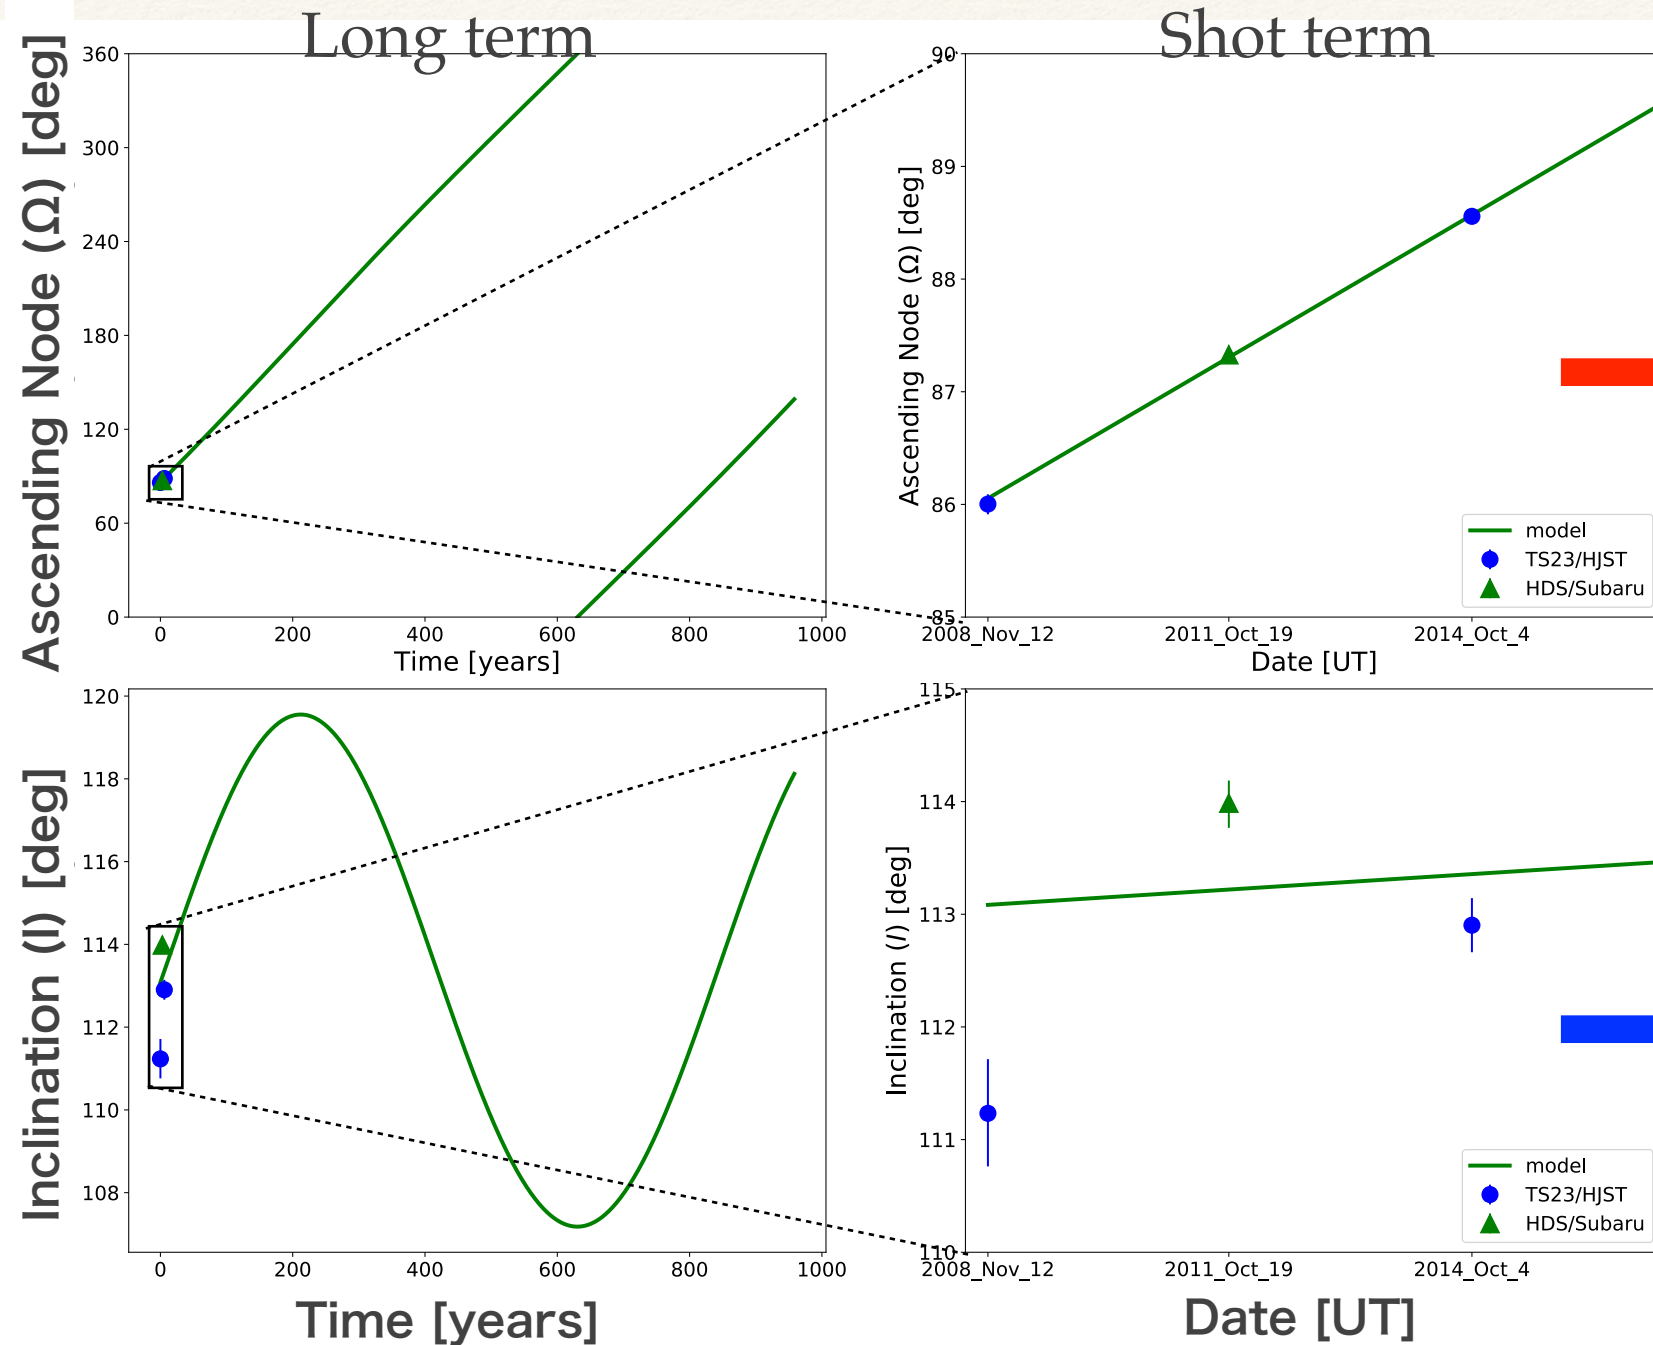 Long term
Shot term
Ascending Node (Ω) [deg]
360
300
240
180
120
60
0
0 200 400 600 800 1000
Time [years]
Ascending Node (Ω) [deg]
90
89
88
87
86
85
model
TS23/HJST
HDS/Subaru
2008_Nov_12 2011_Oct_19 2014_Oct_4
Date [UT]
Inclination (I) [deg]
120
118
116
114
112
110
108
0 200 400 600 800 1000
Time [years]
Inclination (I) [deg]
115
114
113
112
111
110
model
TS23/HJST
HDS/Subaru
2008_Nov_12 2011_Oct_19 2014_Oct_4
Date [UT]